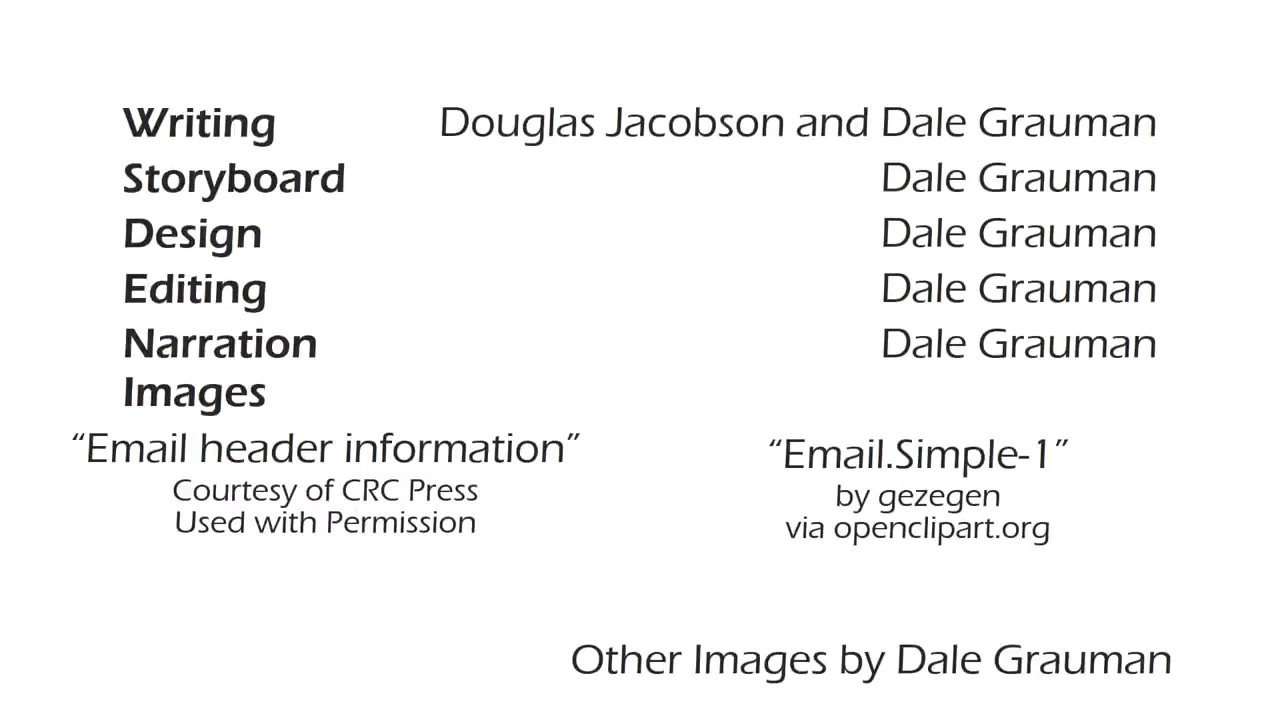 Writing Douglas Jacobson and Dale Grauman
Storyboard Dale Grauman
Design Dale Grauman
Editing Dale Grauman
Narration Dale Grauman
Images
“Email header information”
Courtesy of CRC Press
Used with Permission
“Email.Simple-1”
by gezegen
via openclipart.org
Other Images by Dale Grauman